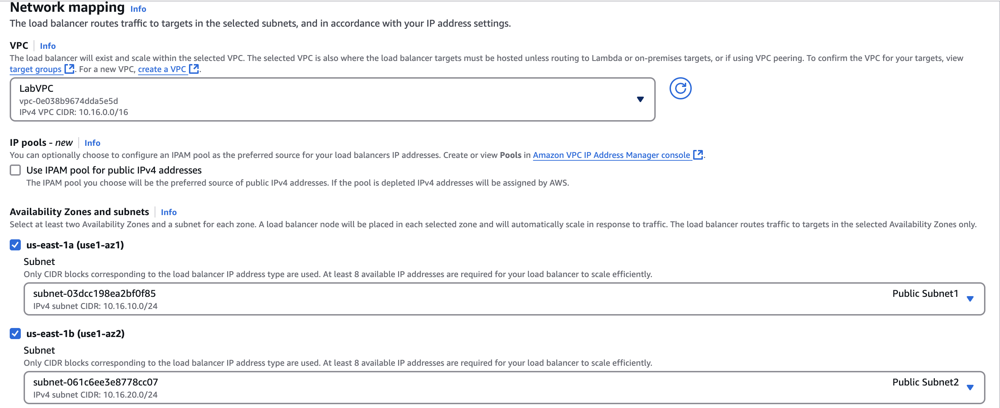 Network mapping Info
The load balancer routes traffic to targets in the selected subnets, and in accordance with your IP address settings.
VPC Info
The load balancer will exist and scale within the selected VPC. The selected VPC is also where the load balancer targets must be hosted unless routing to Lambda or on-premises targets, or if using VPC peering. To confirm the VPC for your targets, view
target groups. For a new VPC, create a VPC.
LabVPC
vpc-0e038b9674dda5e5d
IPv4 VPC CIDR: 10.16.0.0/16
IP pools - new Info
You can optionally choose to configure an IPAM pool as the preferred source for your load balancers IP addresses. Create or view Pools in Amazon VPC IP Address Manager console.
Use IPAM pool for public IPv4 addresses
The IPAM pool you choose will be the preferred source of public IPv4 addresses. If the pool is depleted IPv4 addresses will be assigned by AWS.
Availability Zones and subnets Info
Select at least two Availability Zones and a subnet for each zone. A load balancer node will be placed in each selected zone and will automatically scale in response to traffic. The load balancer routes traffic to targets in the selected Availability Zones only.
us-east-1a (use1-az1)
Subnet
Only CIDR blocks corresponding to the load balancer IP address type are used. At least 8 available IP addresses are required for your load balancer to scale efficiently.
subnet-03dcc198ea2bf0f85 Public Subnet1
IPv4 subnet CIDR: 10.16.10.0/24
us-east-1b (use1-az2)
Subnet
Only CIDR blocks corresponding to the load balancer IP address type are used. At least 8 available IP addresses are required for your load balancer to scale efficiently.
subnet-061c6ee3e8778cc07 Public Subnet2
IPv4 subnet CIDR: 10.16.20.0/24